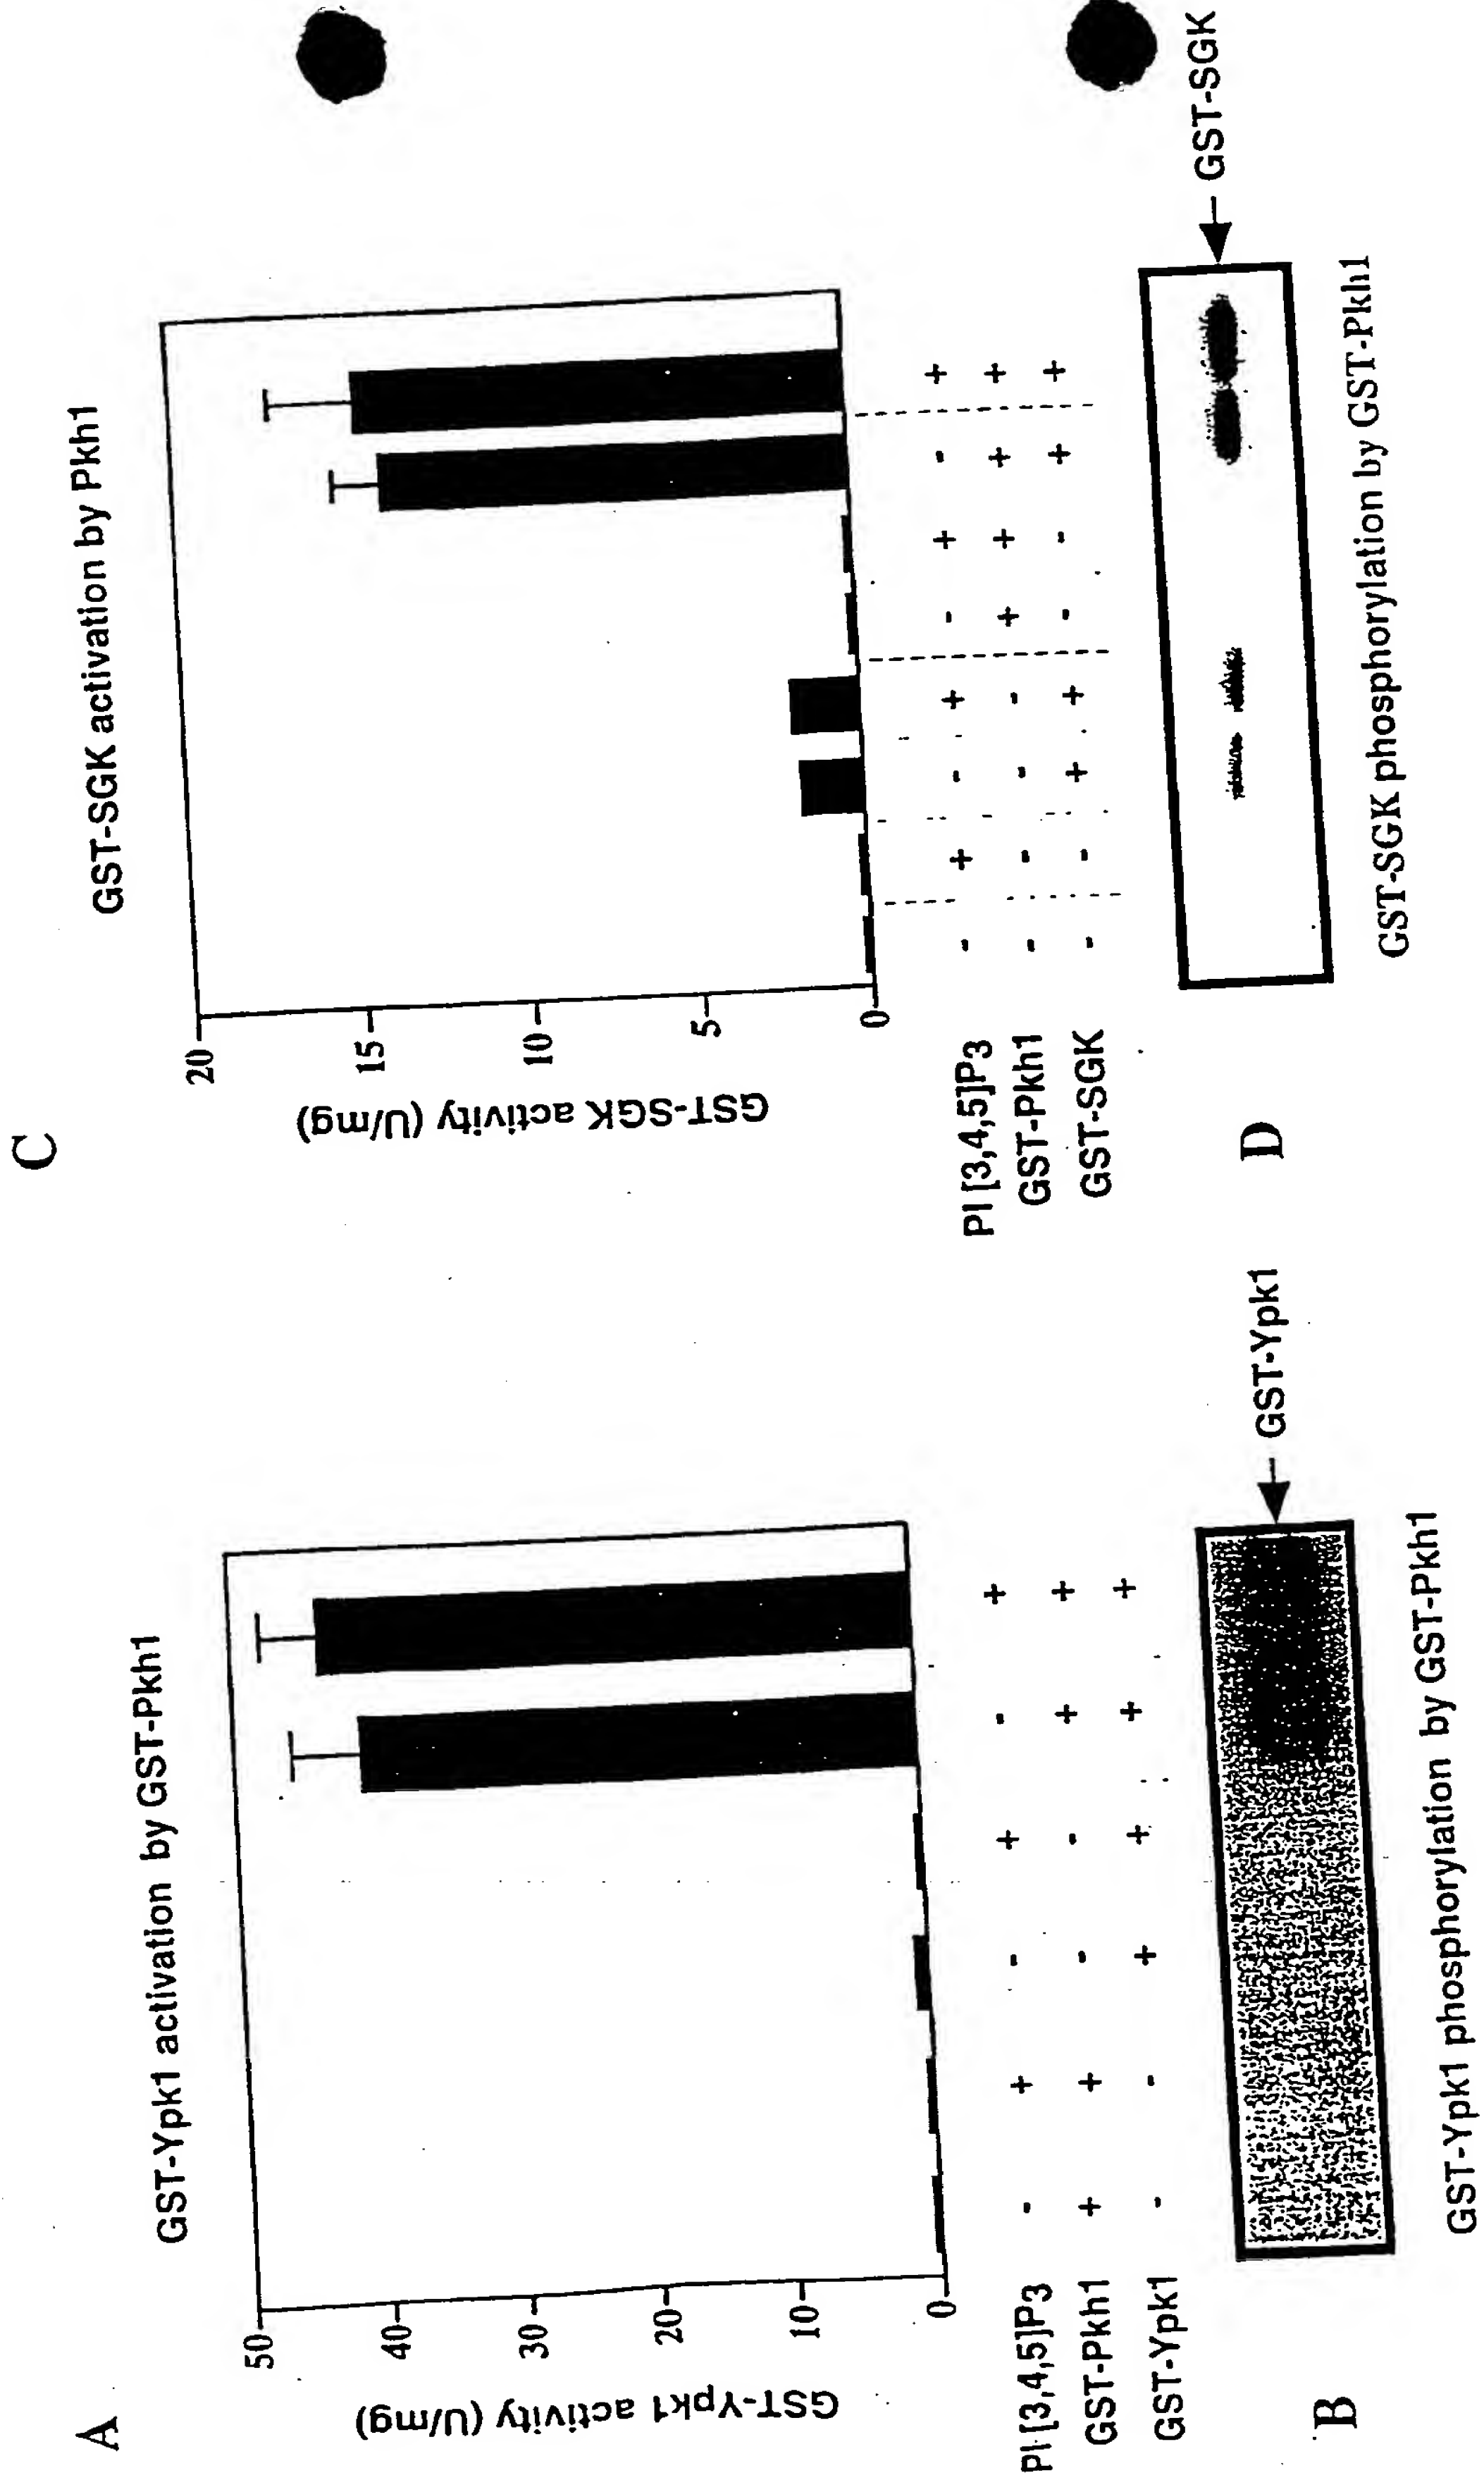 A
GST-Ypk1 activation by GST-Pkh1
GST-Ypk1 activity (U/mg)
50
40
30
20
10
0
PI [3,4,5]P3 - + - + - +
GST-Pkh1 + + - - + +
GST-Ypk1 - - + + + +
B
GST-Ypk1
GST-Ypk1 phosphorylation by GST-Pkh1
C
GST-SGK activation by Pkh1
GST-SGK activity (U/mg)
20
15
10
5
0
PI [3,4,5]P3 - + - + - + - +
GST-Pkh1 - - - - + + + +
GST-SGK - - + + - - + +
D
GST-SGK
GST-SGK phosphorylation by GST-Pkh1